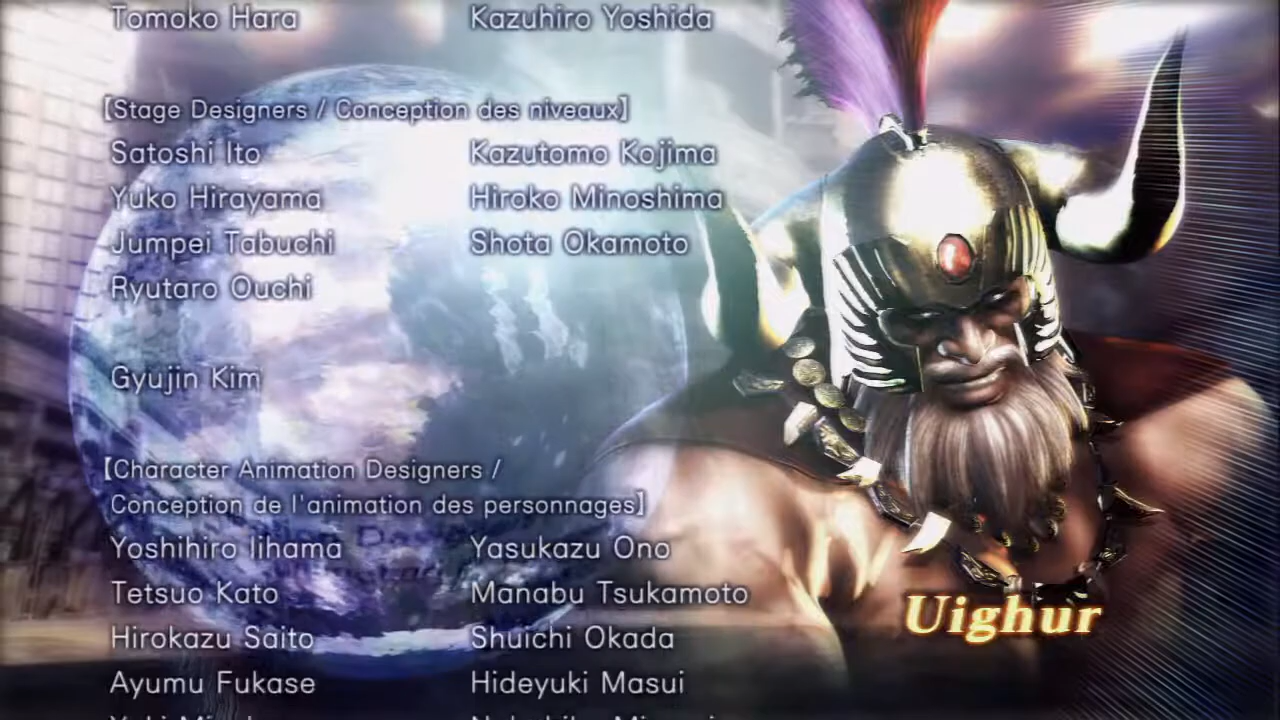 Tomoko Hara Kazuhiro Yoshida
【Stage Designers / Conception des niveaux】
Satoshi Ito Kazutomo Kojima
Yuko Hirayama Hiroko Minoshima
Jumpei Tabuchi Shota Okamoto
Ryutaro Ouchi
Gyujin Kim
【Character Animation Designers /
Conception de l'animation des personnages】
Yoshihiro Iihama Yasukazu Ono
Tetsuo Kato Manabu Tsukamoto
Uighur
Hirokazu Saito Shuichi Okada
Ayumu Fukase Hideyuki Masui